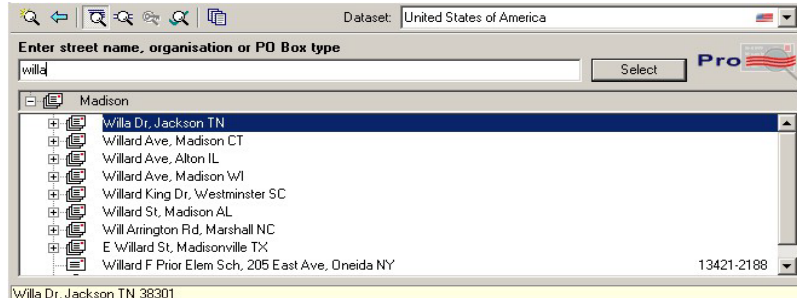 Dataset: United States of America
Enter street name, organisation or PO Box type
willa
Select
Pro
Madison
Willa Dr, Jackson TN
Willard Ave, Madison CT
Willard Ave, Alton IL
Willard Ave, Madison WI
Willard King Dr, Westminster SC
Willard St, Madison AL
Will Arrington Rd, Marshall NC
E Willard St, Madisonville TX
Willard F Prior Elem Sch, 205 East Ave, Oneida NY 13421-2188
Willa Dr, Jackson TN 38301